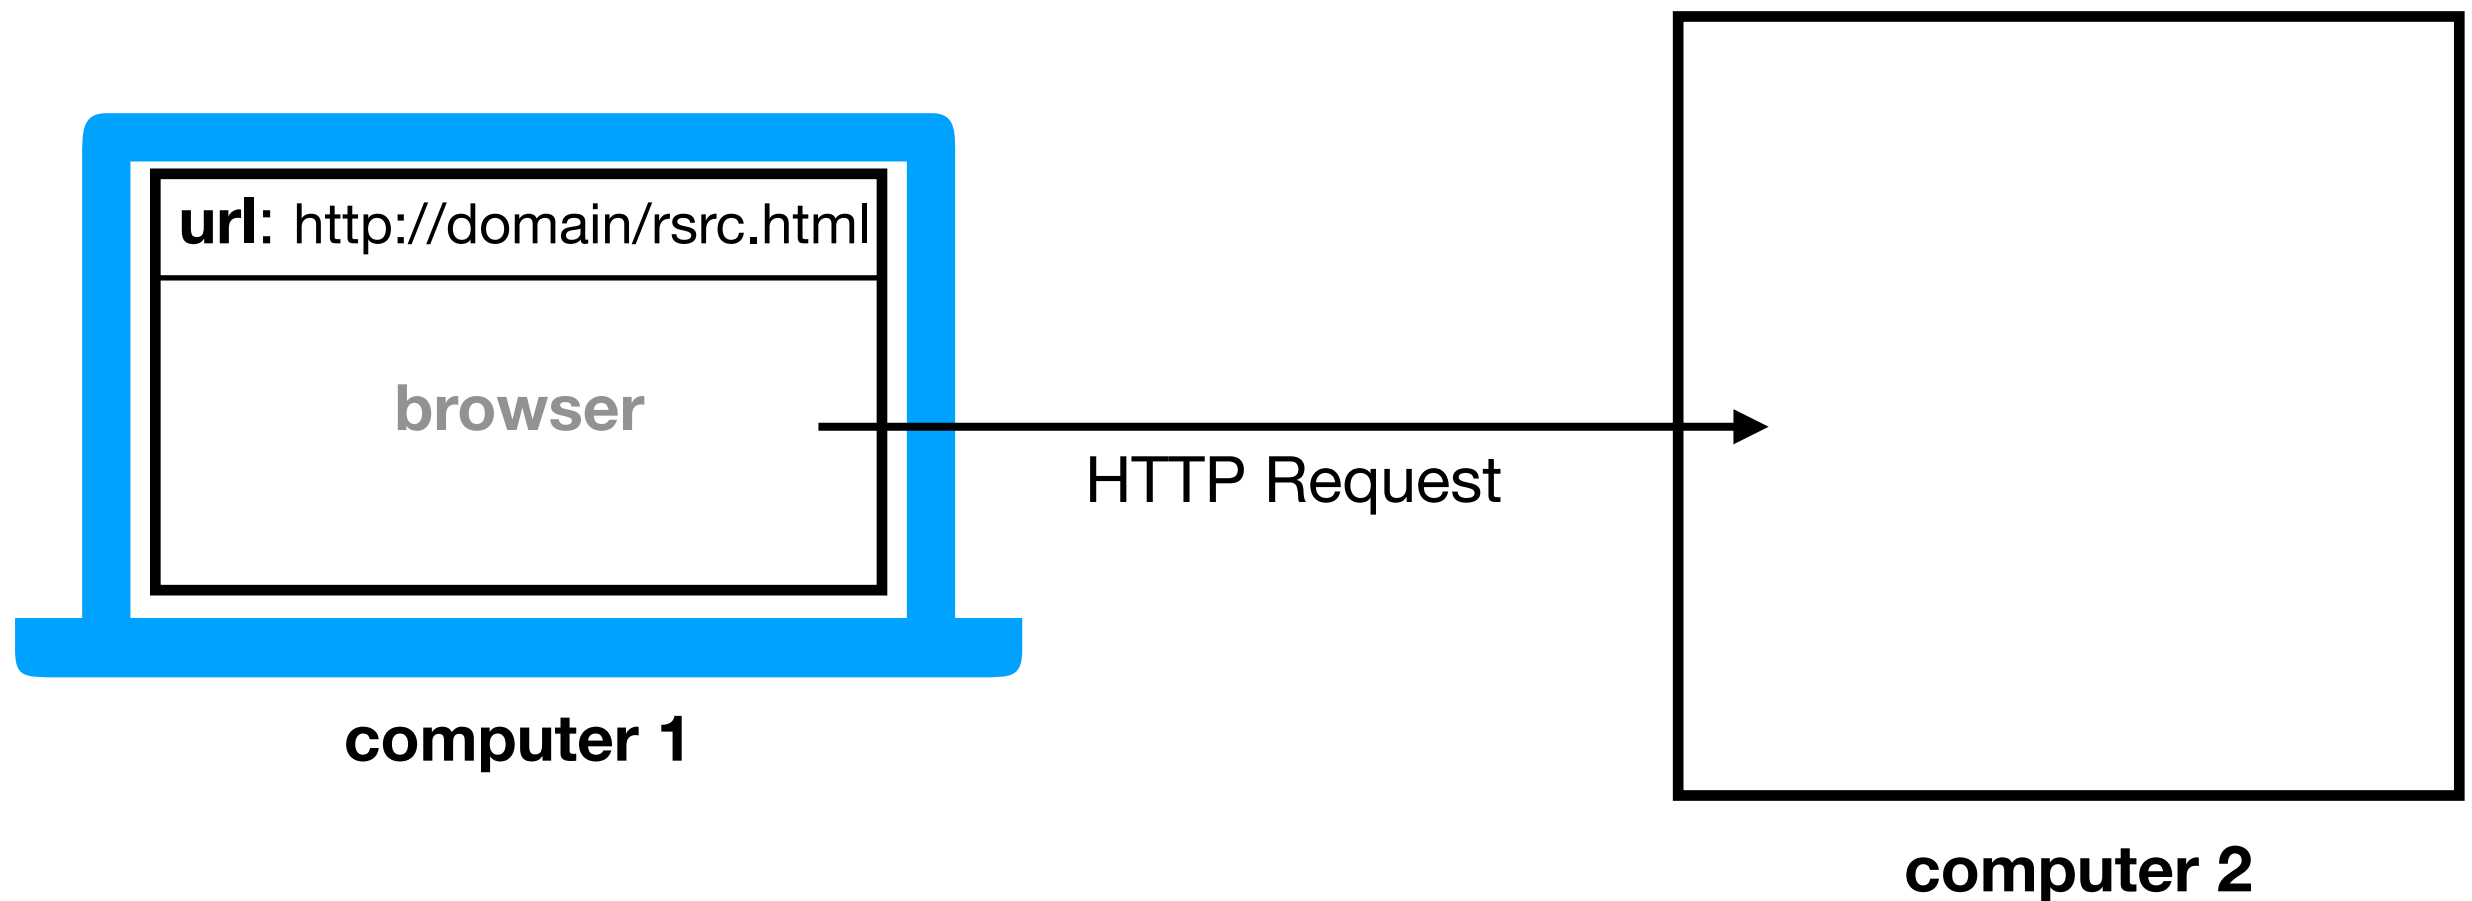 url: http://domain/rsrc.html
browser
HTTP Request
computer 1
computer 2